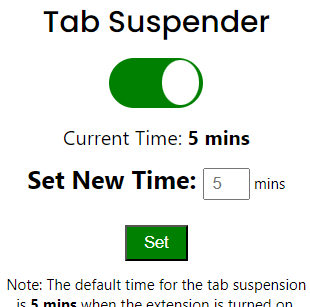 Tab Suspender
Current Time: 5 mins
Set New Time: 5 mins
Set
Note: The default time for the tab suspension
is 5 mins when the extension is turned on